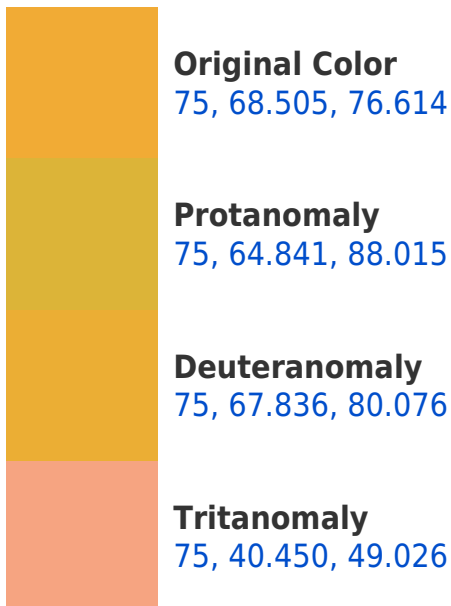 Original Color
75, 68.505, 76.614
Protanomaly
75, 64.841, 88.015
Deuteranomaly
75, 67.836, 80.076
Tritanomaly
75, 40.450, 49.026